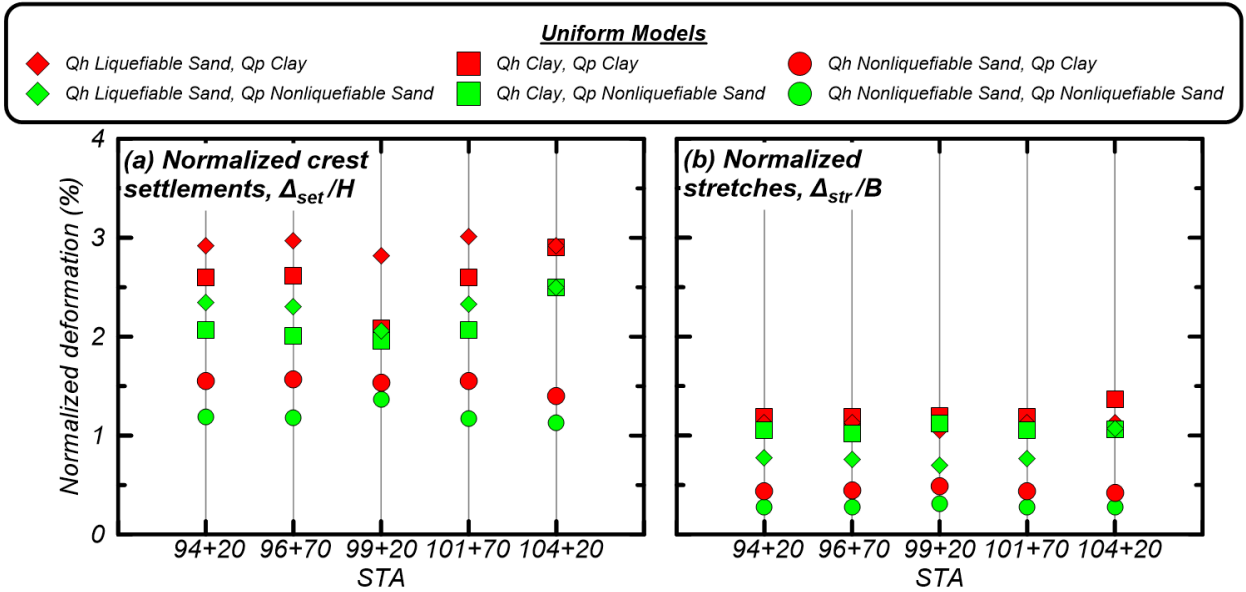 Uniform Models
Qh Liquefiable Sand, Qp Clay
Qh Clay, Qp Clay
Qh Nonliquefiable Sand, Qp Clay
Qh Liquefiable Sand, Qp Nonliquefiable Sand
Qh Clay, Qp Nonliquefiable Sand
Qh Nonliquefiable Sand, Qp Nonliquefiable Sand
Normalized deformation (%)
4
3
2
1
0
(a) Normalized crest
settlements, Δset/H
94+20 96+70 99+20 101+70 104+20
STA
(b) Normalized
stretches, Δstr/B
94+20 96+70 99+20 101+70 104+20
STA